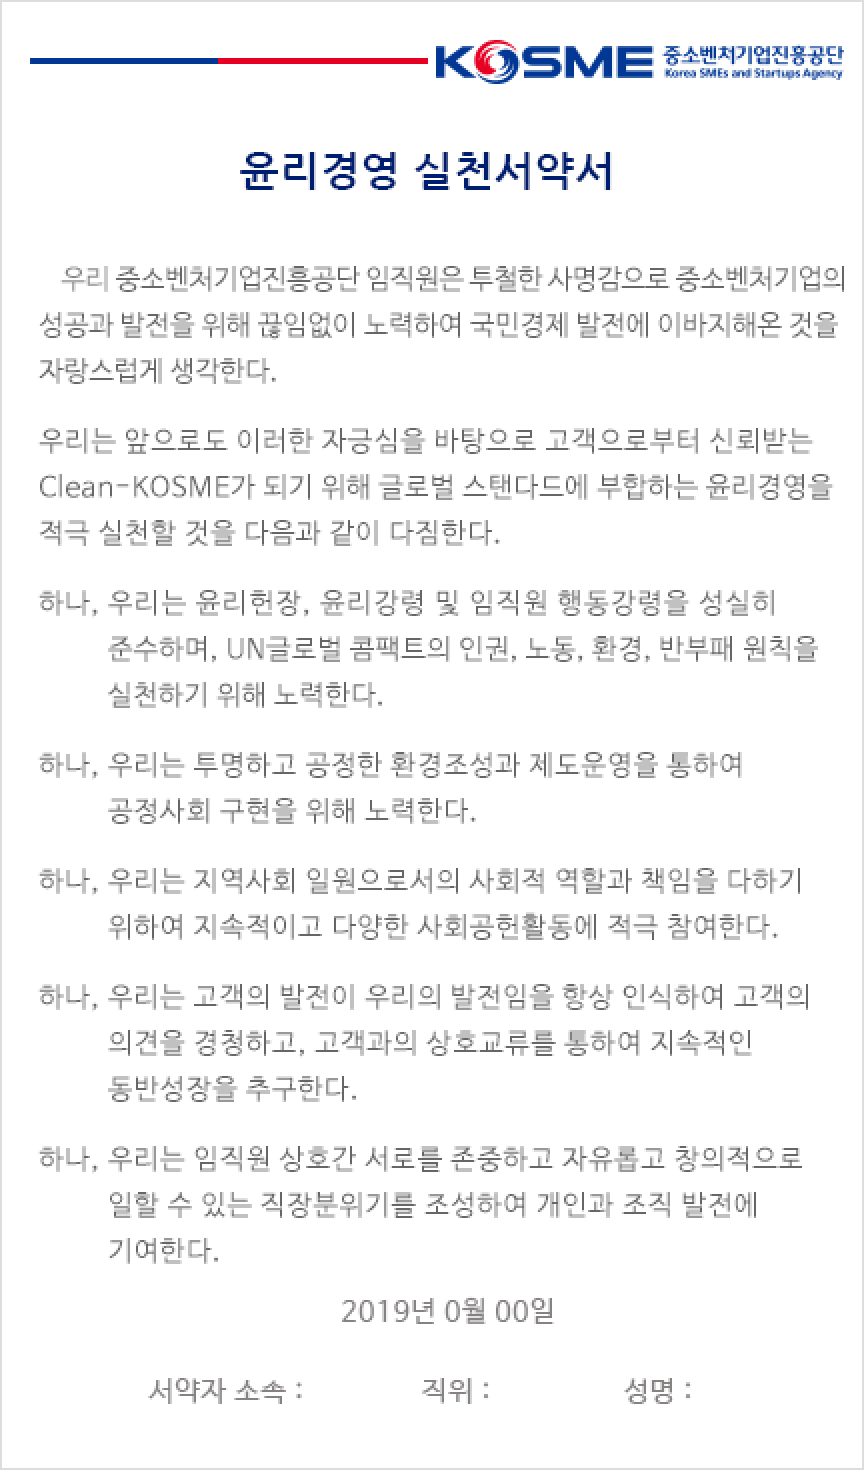 KOSME 중소벤처기업진흥공단
Korea SMEs and Startups Agency
윤리경영 실천서약서
우리 중소벤처기업진흥공단 임직원은 투철한 사명감으로 중소벤처기업의
성공과 발전을 위해 끊임없이 노력하여 국민경제 발전에 이바지해온 것을
자랑스럽게 생각한다.
우리는 앞으로도 이러한 자긍심을 바탕으로 고객으로부터 신뢰받는
Clean-KOSME가 되기 위해 글로벌 스탠다드에 부합하는 윤리경영을
적극 실천할 것을 다음과 같이 다짐한다.
하나, 우리는 윤리헌장, 윤리강령 및 임직원 행동강령을 성실히
준수하며, UN글로벌 콤팩트의 인권, 노동, 환경, 반부패 원칙을
실천하기 위해 노력한다.
하나, 우리는 투명하고 공정한 환경조성과 제도운영을 통하여
공정사회 구현을 위해 노력한다.
하나, 우리는 지역사회 일원으로서의 사회적 역할과 책임을 다하기
위하여 지속적이고 다양한 사회공헌활동에 적극 참여한다.
하나, 우리는 고객의 발전이 우리의 발전임을 항상 인식하여 고객의
의견을 경청하고, 고객과의 상호교류를 통하여 지속적인
동반성장을 추구한다.
하나, 우리는 임직원 상호간 서로를 존중하고 자유롭고 창의적으로
일할 수 있는 직장분위기를 조성하여 개인과 조직 발전에
기여한다.
2019년 0월 00일
서약자 소속 : 직위 : 성명 :